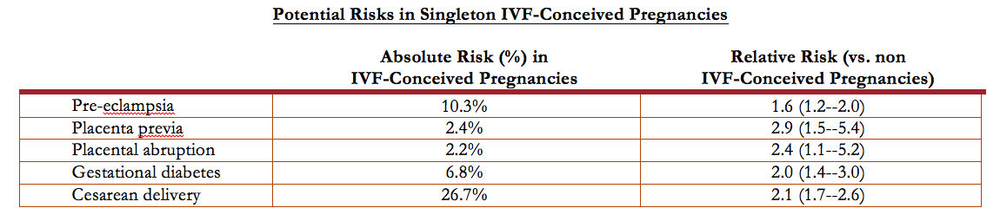 Potential Risks in Singleton IVF-Conceived Pregnancies
Absolute Risk (%) in
IVF-Conceived Pregnancies
Relative Risk (vs. non
IVF-Conceived Pregnancies)
Pre-eclampsia 10.3% 1.6 (1.2--2.0)
Placenta previa 2.4% 2.9 (1.5--5.4)
Placental abruption 2.2% 2.4 (1.1--5.2)
Gestational diabetes 6.8% 2.0 (1.4--3.0)
Cesarean delivery 26.7% 2.1 (1.7--2.6)